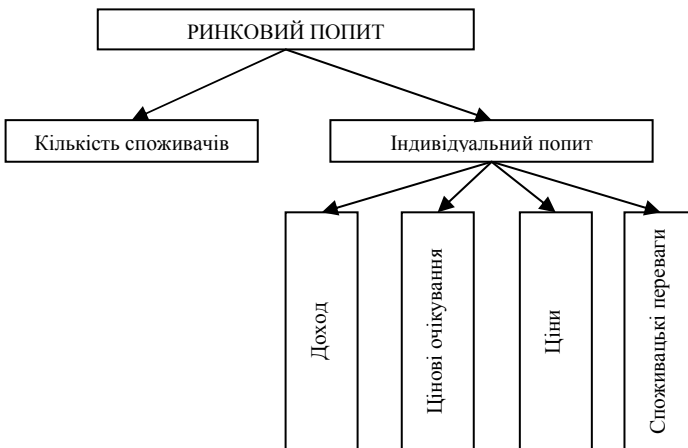 РИНКОВИЙ ПОПИТ
Кількість споживачів
Індивідуальний попит
Доход
Цінові очікування
Ціни
Споживацькі переваги